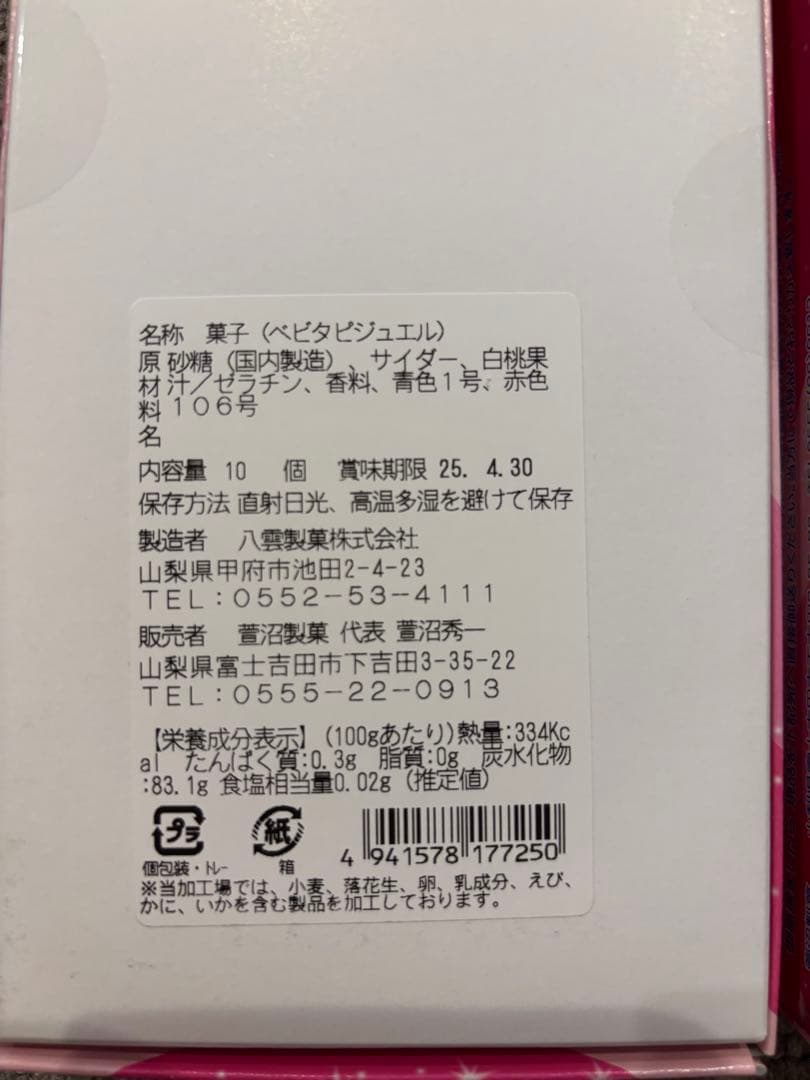 名称　菓子（ベビタピジュエル）
原 砂糖（国内製造）、サイダー、白桃果
材 汁／ゼラチン、香料、青色1号、赤色
料 106号
名
内容量 10　個　賞味期限 25. 4.30
保存方法 直射日光、高温多湿を避けて保存
製造者　八雲製菓株式会社
山梨県甲府市池田2-4-23
TEL:0552-53-4111
販売者　萱沼製菓 代表 萱沼秀一
山梨県富士吉田市下吉田3-35-22
TEL:0555-22-0913
【栄養成分表示】(100gあたり)熱量:334Kc
al　たんぱく質:0.3g　脂質:0g　炭水化物
:83.1g 食塩相当量0.02g（推定値）
プラ 紙
個包装・トレー　箱
4 941578 177250
※当加工場では、小麦、落花生、卵、乳成分、えび、
かに、いかを含む製品を加工しております。